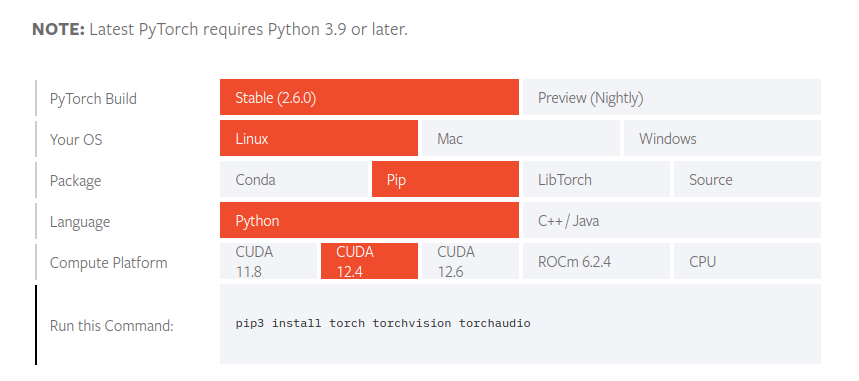 NOTE: Latest PyTorch requires Python 3.9 or later.
PyTorch Build Stable (2.6.0) Preview (Nightly)
Your OS Linux Mac Windows
Package Conda Pip LibTorch Source
Language Python C++ / Java
Compute Platform CUDA 11.8 CUDA 12.4 CUDA 12.6 ROCm 6.2.4 CPU
Run this Command: pip3 install torch torchvision torchaudio